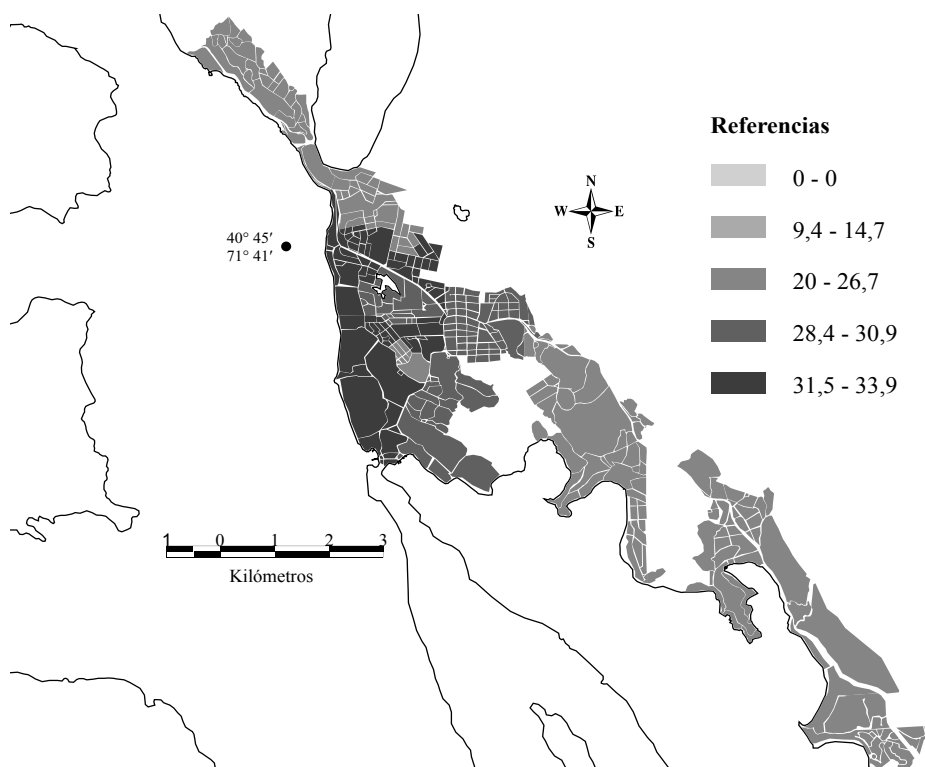 Referencias
0 - 0
9,4 - 14,7
20 - 26,7
28,4 - 30,9
31,5 - 33,9
N
W E
S
40° 45′
71° 41′
1 0 1 2 3
Kilómetros